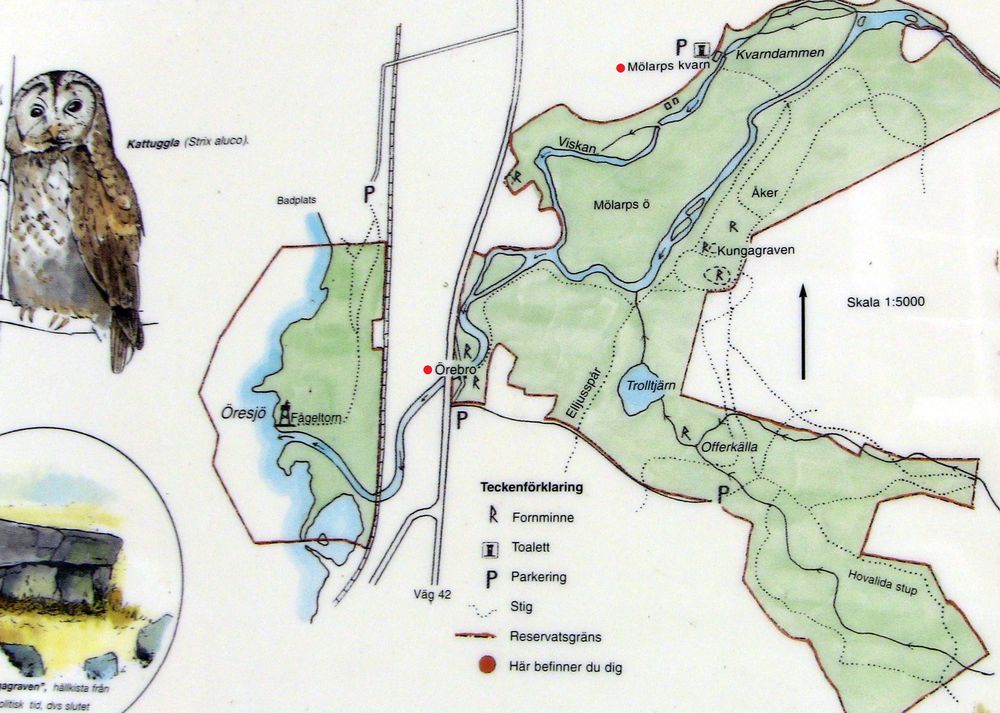 P
Kvarndammen
Mölarps kvarn
Kattuggla (Strix aluco).
Viskan
R
Badplats
P
Åker
Mölarps ö
R
R
Kungagraven
R
Skala 1:5000
R
Örebro
R
Trolltjärn
Elljusspår
Öresjö
Fågeltorn
P
R
Offerkälla
P
Teckenförklaring
R Fornminne
Toalett
P Parkering
Hovalida stup
Väg 42
Stig
Reservatsgräns
Här befinner du dig
agraven", hällkista från
politisk tid, dvs slutet